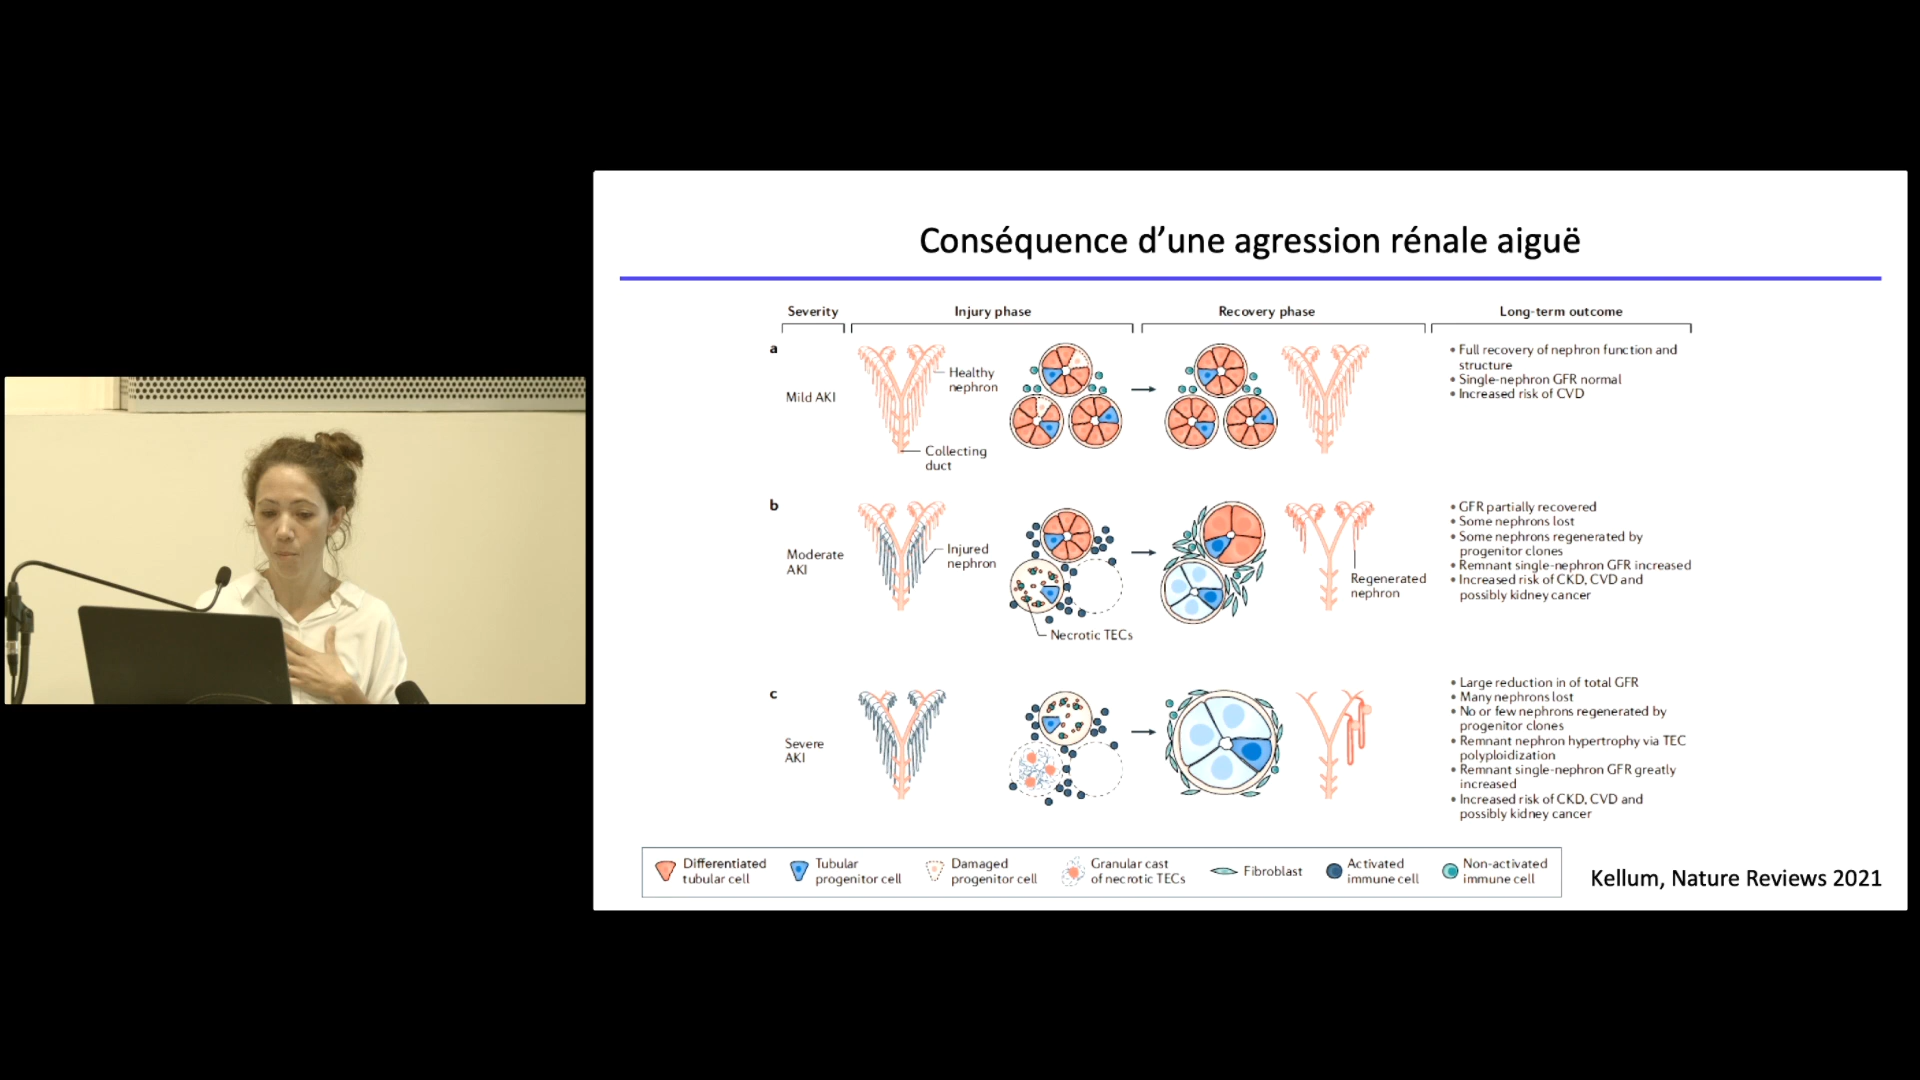 Conséquence d'une agression rénale aiguë
Severity
Injury phase
Recovery phase
Long-term outcome
a
Mild AKI
Healthy
nephron
Collecting
duct
• Full recovery of nephron function and
structure
• Single-nephron GFR normal
• Increased risk of CVD
b
Moderate
AKI
Injured
nephron
Necrotic TECs
Regenerated
nephron
• GFR partially recovered
• Some nephrons lost
• Some nephrons regenerated by
progenitor clones
• Remnant single-nephron GFR increased
• Increased risk of CKD, CVD and
possibly kidney cancer
c
Severe
AKI
• Large reduction in of total GFR
• Many nephrons lost
• No or few nephrons regenerated by
progenitor clones
• Remnant nephron hypertrophy via TEC
polyploidization
• Remnant single-nephron GFR greatly
increased
• Increased risk of CKD, CVD and
possibly kidney cancer
Differentiated
tubular cell
Tubular
progenitor cell
Damaged
progenitor cell
Granular cast
of necrotic TECs
Fibroblast
Activated
immune cell
Non-activated
immune cell
Kellum, Nature Reviews 2021